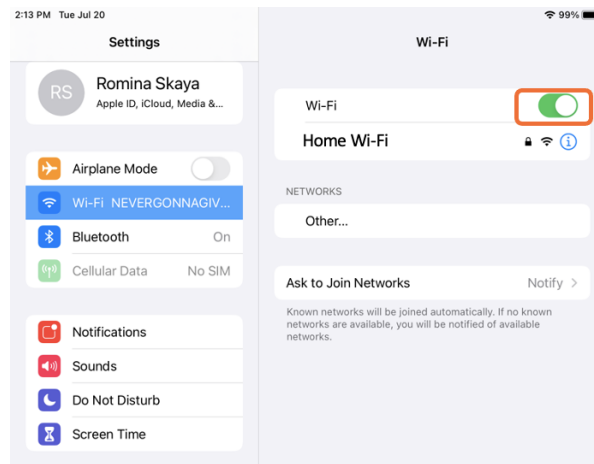 2:13 PM Tue Jul 20
99%
Settings
RS
Romina Skaya
Apple ID, iCloud, Media &...
Airplane Mode
Wi-Fi NEVERGONNAGIV...
Bluetooth On
Cellular Data No SIM
Notifications
Sounds
Do Not Disturb
Screen Time
Wi-Fi
Wi-Fi
Home Wi-Fi
NETWORKS
Other...
Ask to Join Networks Notify
Known networks will be joined automatically. If no known
networks are available, you will be notified of available
networks.